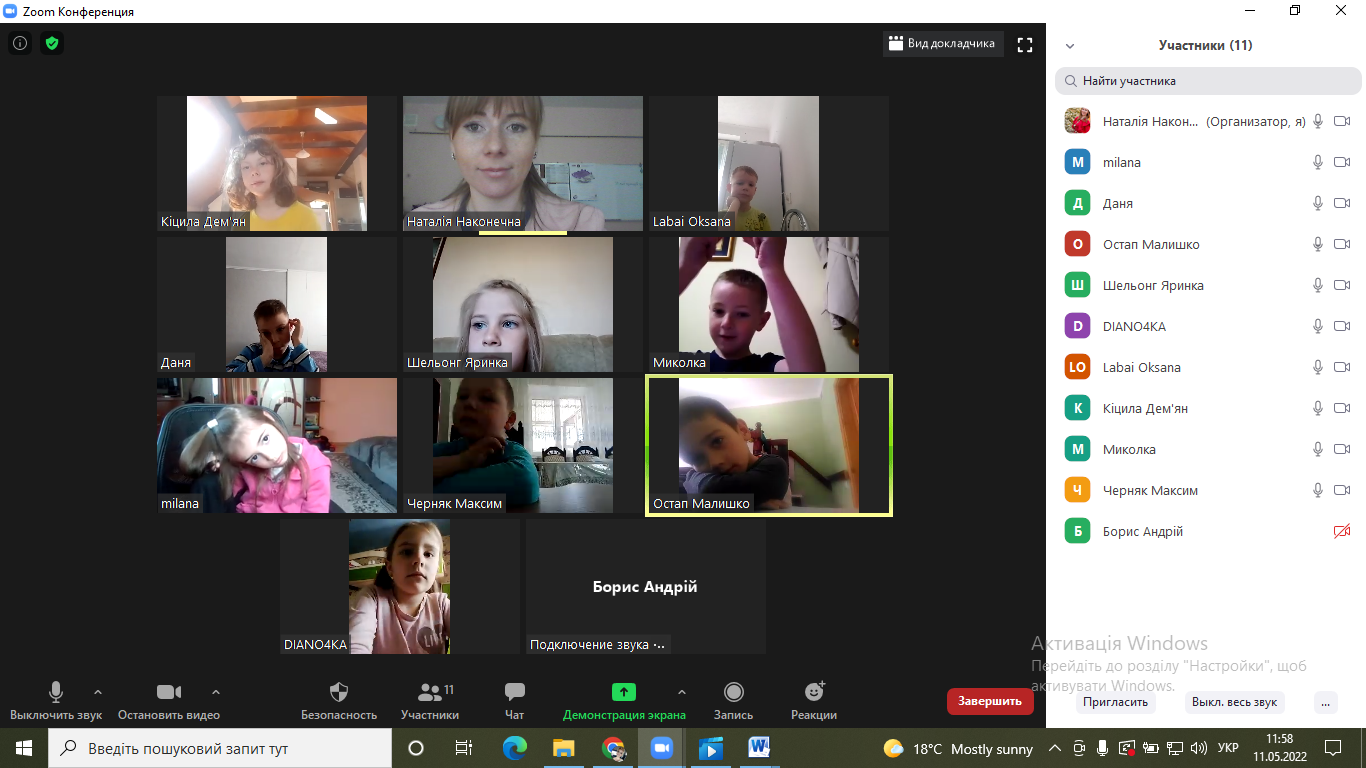 Zoom Конференция
Вид докладчика
Кіцила Дем'ян
Наталія Наконечна
Labai Oksana
Даня
Шельонг Яринка
Миколка
milana
Черняк Максим
Остап Малишко
DIANO4KA
Борис Андрій
Подключение звука ·..
Выключить звук
Остановить видео
Безопасность
Участники
11
Чат
Демонстрация экрана
Запись
Реакции
Завершить
Участники (11)
Найти участника
Наталія Након... (Организатор, я)
M milana
Д Даня
О Остап Малишко
Ш Шельонг Яринка
D DIANO4KA
LO Labai Oksana
К Кіцила Дем'ян
М Миколка
Ч Черняк Максим
Б Борис Андрій
Активація Windows
Перейдіть до розділу "Настройки", щоб
активувати Windows.
Пригласить
Выкл. весь звук
...
Введіть пошуковий запит тут
18°C Mostly sunny
УКР
11:58
11.05.2022